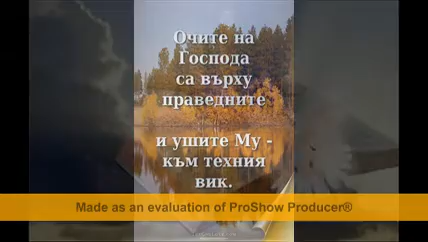 Очите на
Господа
са върху
праведните
и ушите Му -
към техния
вик.
Made as an evaluation of ProShow Producer®